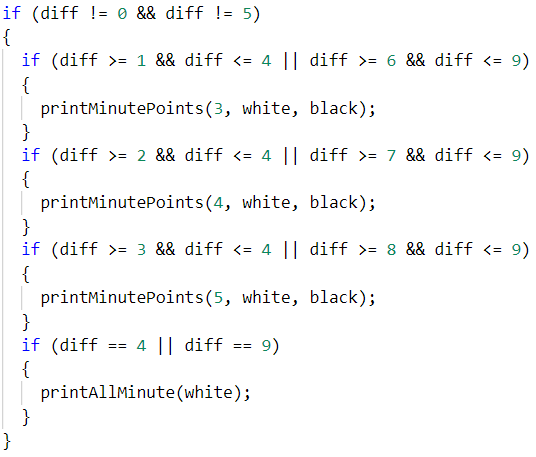 if (diff != 0 && diff != 5)
{
if (diff >= 1 && diff <= 4 || diff >= 6 && diff <= 9)
{
printMinutePoints(3, white, black);
}
if (diff >= 2 && diff <= 4 || diff >= 7 && diff <= 9)
{
printMinutePoints(4, white, black);
}
if (diff >= 3 && diff <= 4 || diff >= 8 && diff <= 9)
{
printMinutePoints(5, white, black);
}
if (diff == 4 || diff == 9)
{
printAllMinute(white);
}
}